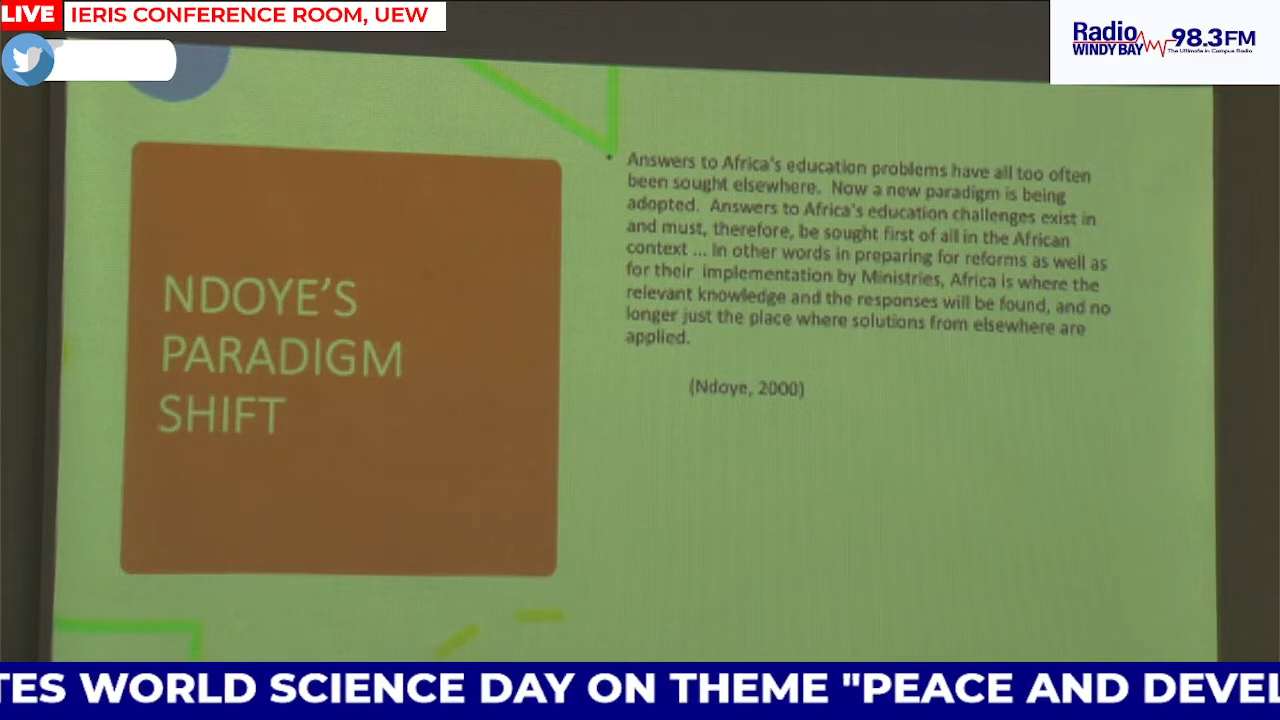 LIVE IERIS CONFERENCE ROOM, UEW
Radio
WINDY BAY 98.3FM
The Ultimate in Campus Radio
NDOYE'S
PARADIGM
SHIFT
• Answers to Africa's education problems have all too often
been sought elsewhere. Now a new paradigm is being
adopted. Answers to Africa's education challenges exist in
and must, therefore, be sought first of all in the African
context ... In other words in preparing for reforms as well as
for their implementation by Ministries, Africa is where the
relevant knowledge and the responses will be found, and no
longer just the place where solutions from elsewhere are
applied.
(Ndoye, 2000)
TES WORLD SCIENCE DAY ON THEME "PEACE AND DEVEL